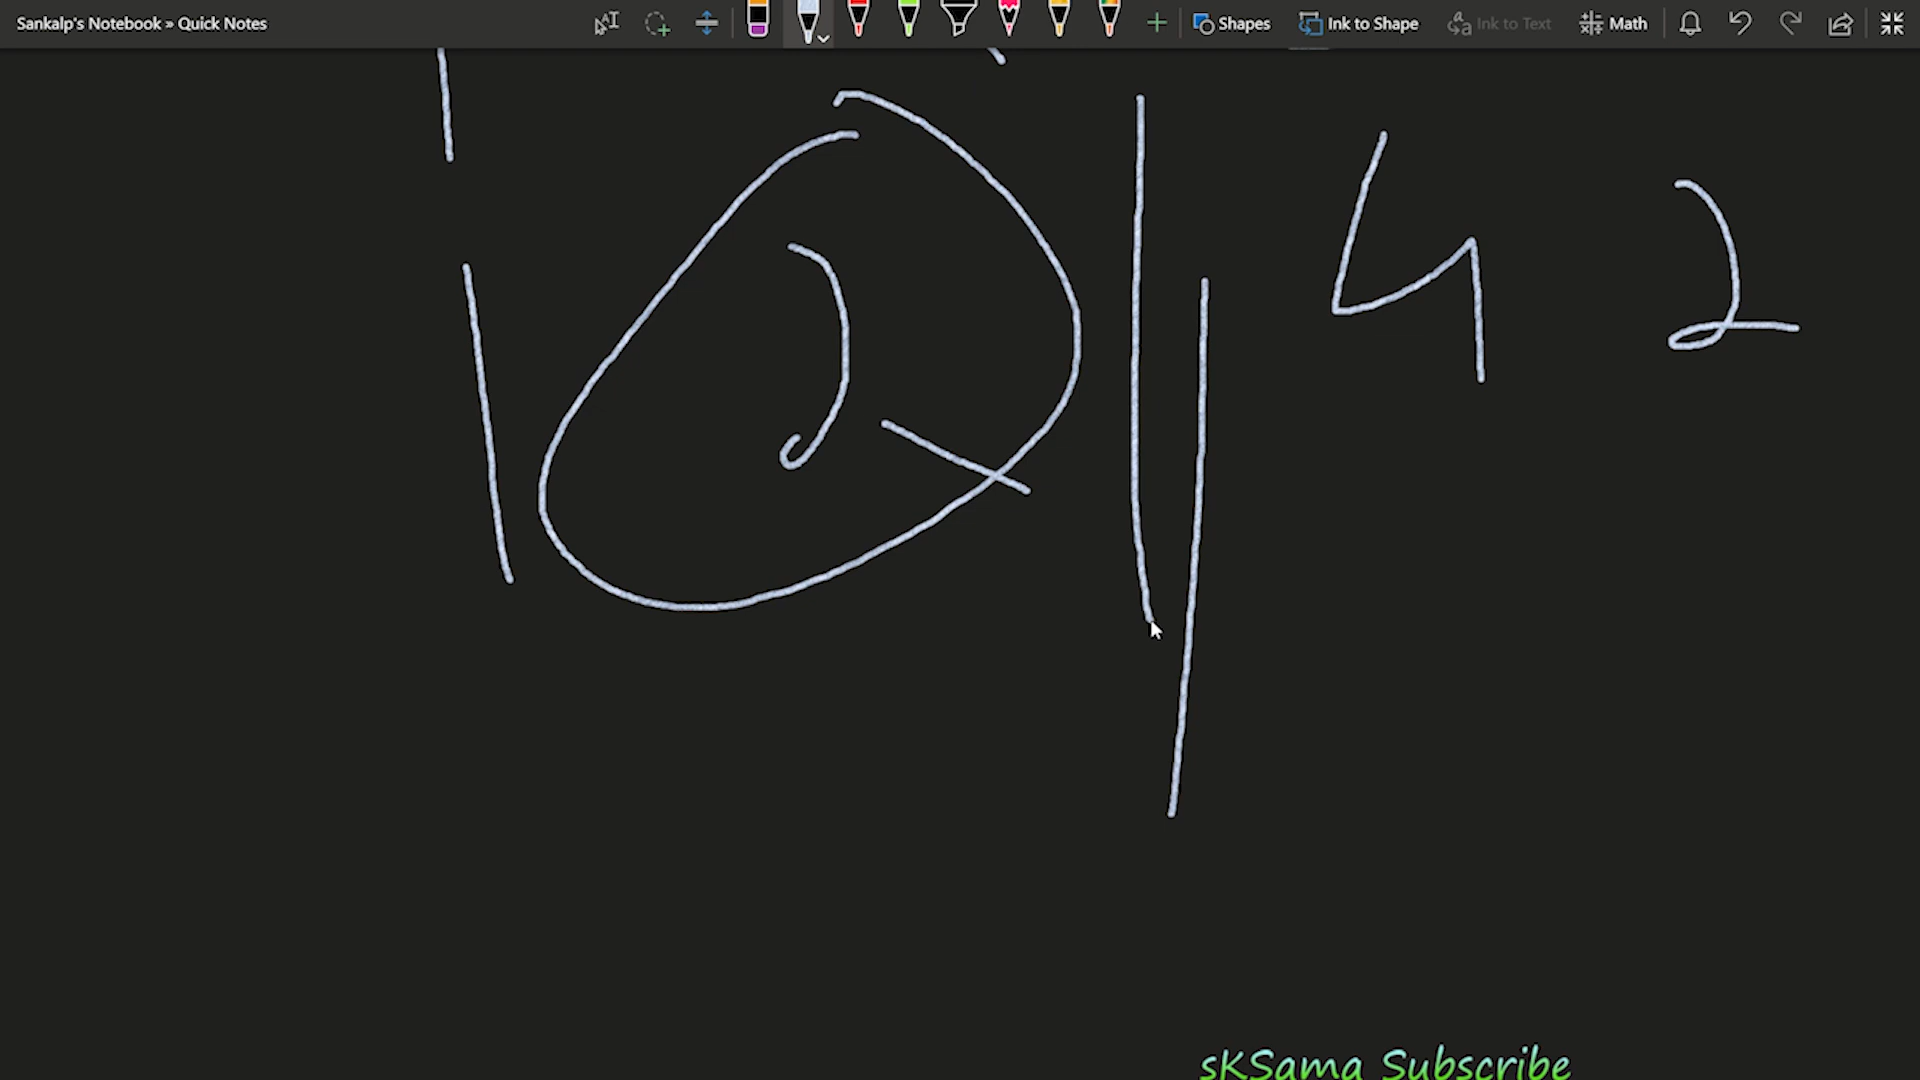 Sankalp's Notebook » Quick Notes
Shapes
Ink to Shape
Ink to Text
Math
4 2
sKSama Subscribe